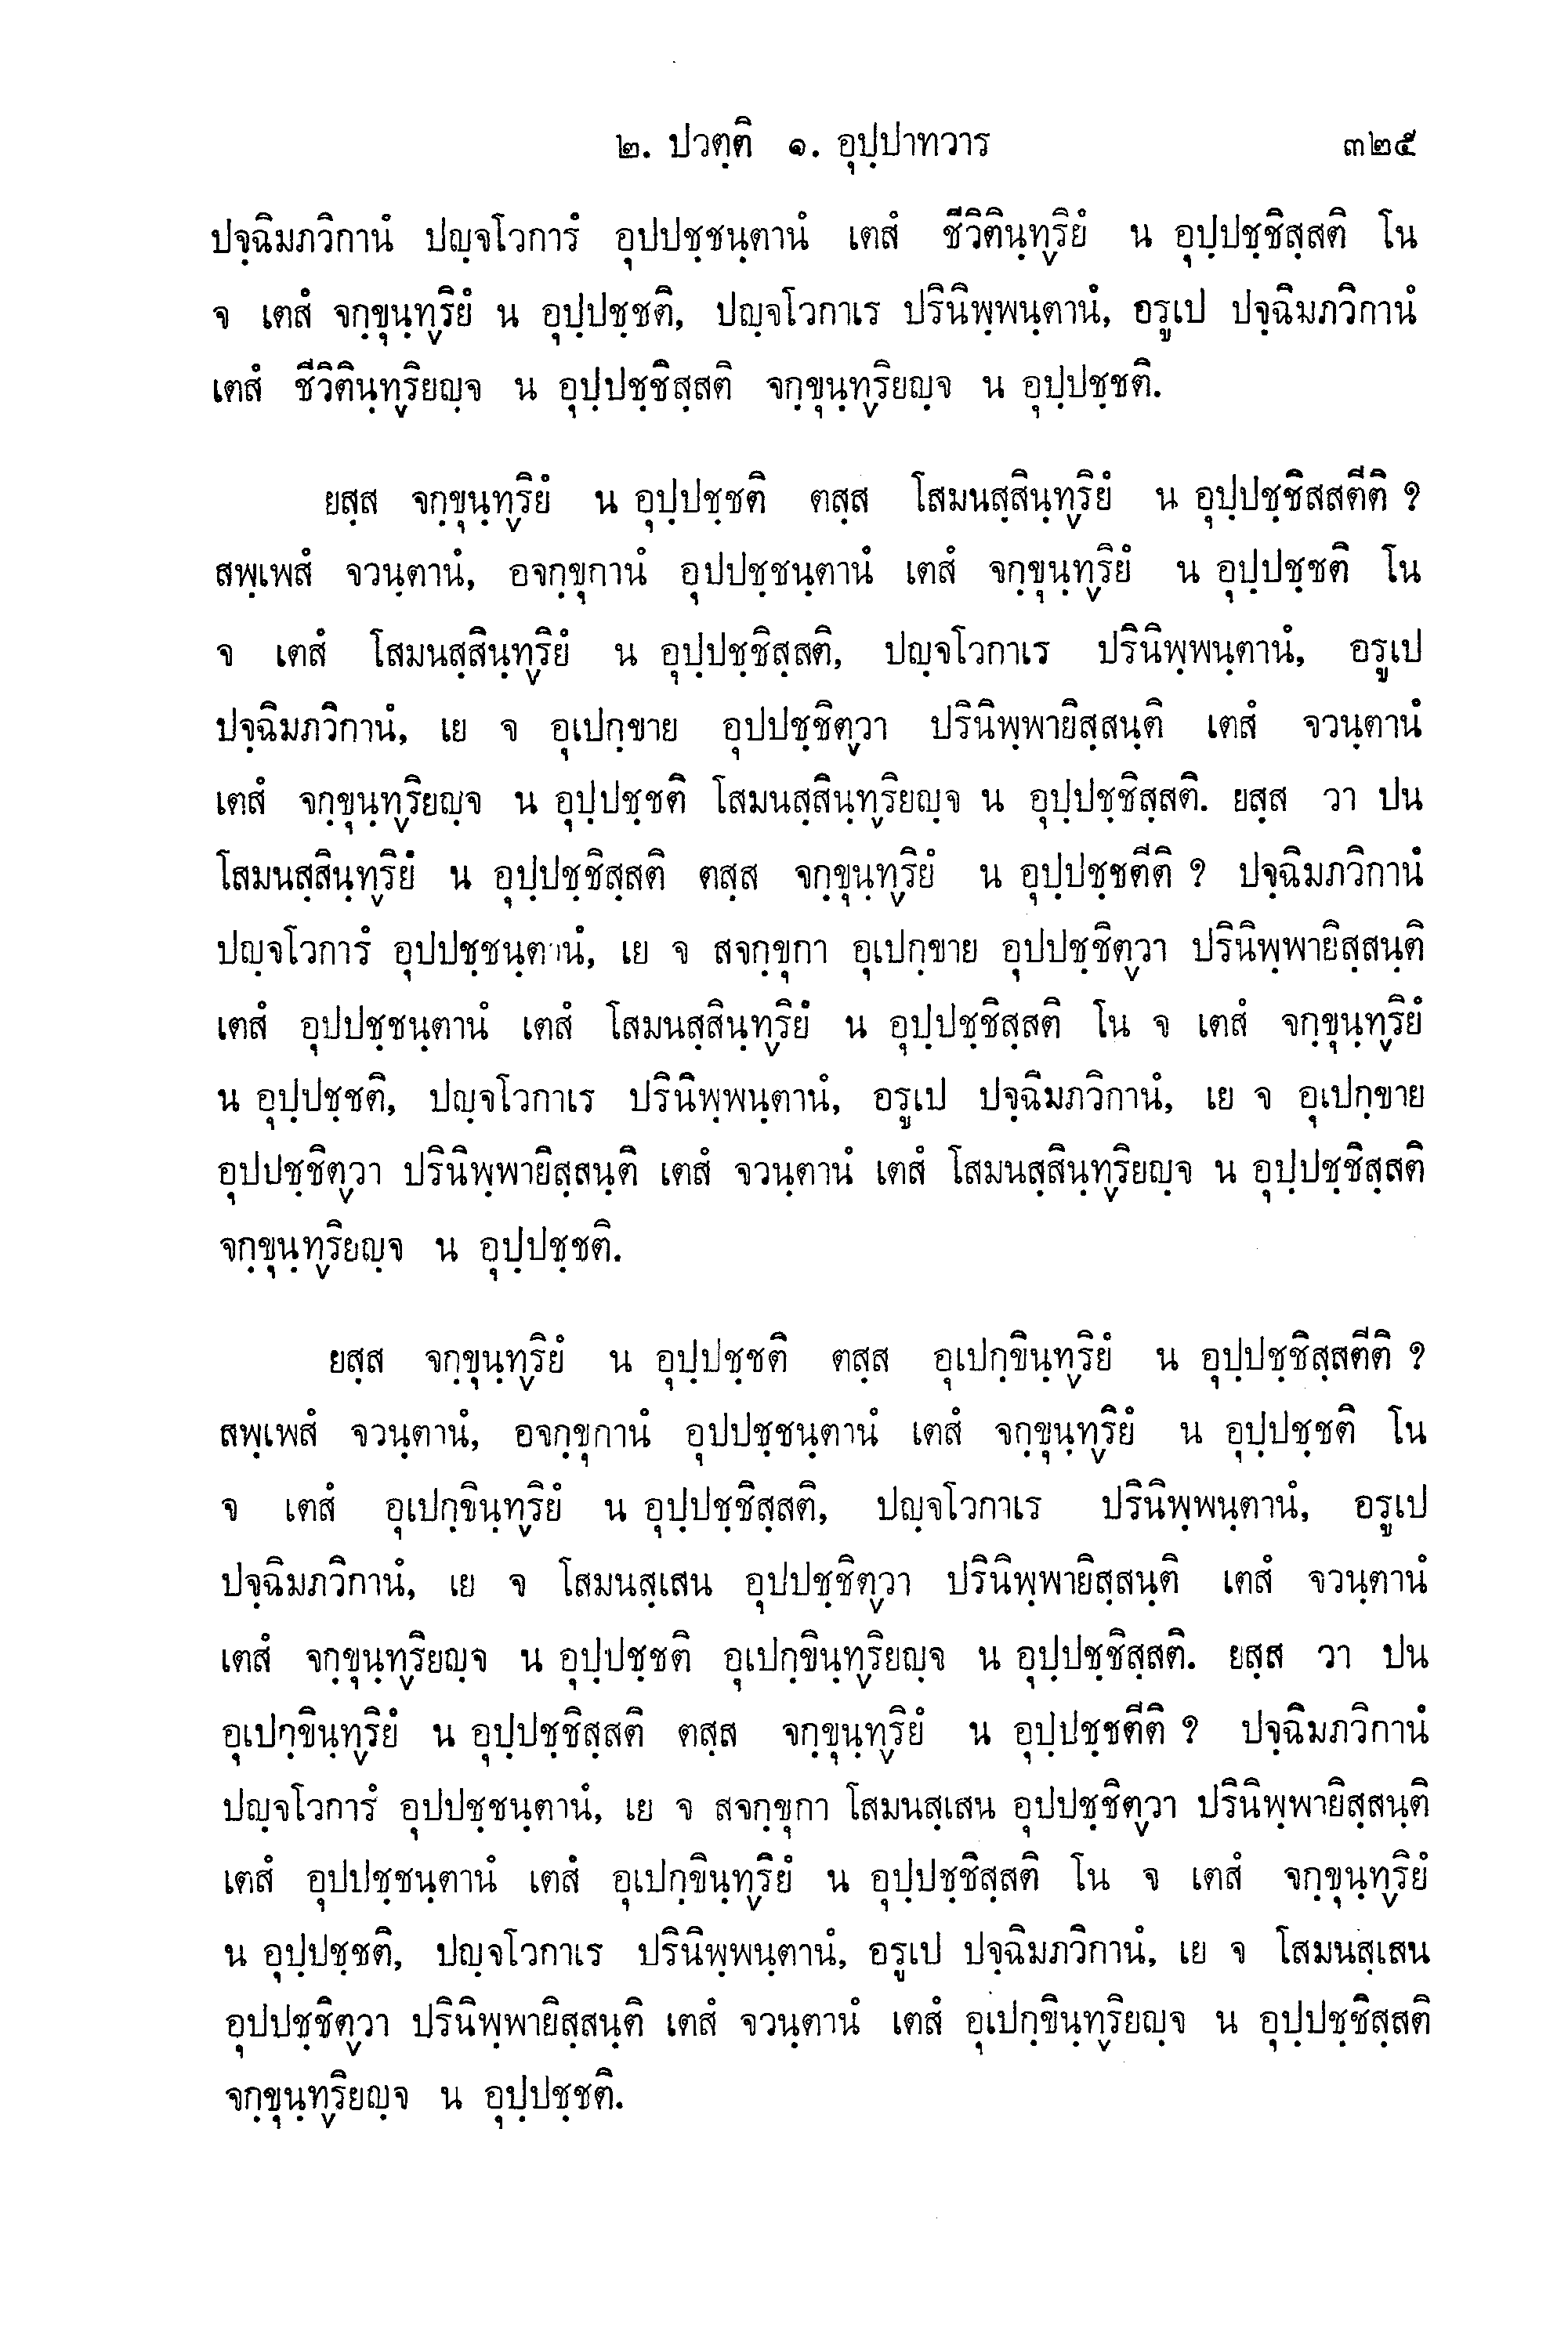 ๒. ปวตฺติ ๑. อุปฺปาทวาร ๓๒๕
ปจฺฉิมภวิกานํ ปญฺจโวการํ อุปปชฺชนฺตานํ เตสํ ชีวิตินฺทฺริยํ น อุปฺปชฺชิสฺสติ โน
จ เตสํ จกฺขุนฺทฺริยํ น อุปฺปชฺชติ, ปญฺจโวกาเร ปรินิพฺพนฺตานํ, อรูเป ปจฺฉิมภวิกานํ
เตสํ ชีวิตินฺทฺริยญฺจ น อุปฺปชฺชิสฺสติ จกฺขุนฺทฺริยญฺจ น อุปฺปชฺชติ.
ยสฺส จกฺขุนฺทฺริยํ น อุปฺปชฺชติ ตสฺส โสมนสฺสินฺทฺริยํ น อุปฺปชฺชิสสตีติ ?
สพฺเพสํ จวนฺตานํ, อจกฺขุกานํ อุปปชฺชนฺตานํ เตสํ จกฺขุนฺทฺริยํ น อุปฺปชฺชติ โน
จ เตสํ โสมนสฺสินฺทฺริยํ น อุปฺปชฺชิสฺสติ, ปญฺจโวกาเร ปรินิพฺพนฺตานํ, อรูเป
ปจฺฉิมภวิกานํ, เย จ อุเปกฺขาย อุปปชฺชิตฺวา ปรินิพฺพายิสฺสนฺติ เตสํ จวนฺตานํ
เตสํ จกฺขุนฺทฺริยญฺจ น อุปฺปชฺชติ โสมนสฺสินฺทฺริยญฺจ น อุปฺปชฺชิสฺสติ. ยสฺส วา ปน
โสมนสฺสินฺทฺริยํ น อุปฺปชฺชิสฺสติ ตสฺส จกฺขุนฺทฺริยํ น อุปฺปชฺชตีติ ? ปจฺฉิมภวิกานํ
ปญฺจโวการํ อุปปชฺชนฺตานํ, เย จ สจกฺขุกา อุเปกฺขาย อุปปชฺชิตฺวา ปรินิพฺพายิสฺสนฺติ
เตสํ อุปปชฺชนฺตานํ เตสํ โสมนสฺสินฺทฺริยํ น อุปฺปชฺชิสฺสติ โน จ เตสํ จกฺขุนฺทฺริยํ
น อุปฺปชฺชติ, ปญฺจโวกาเร ปรินิพฺพนฺตานํ, อรูเป ปจฺฉิมภวิกานํ, เย จ อุเปกฺขาย
อุปปชฺชิตฺวา ปรินิพฺพายิสฺสนฺติ เตสํ จวนฺตานํ เตสํ โสมนสฺสินฺทฺริยญฺจ น อุปฺปชฺชิสฺสติ
จกฺขุนฺทฺริยญฺจ น อุปฺปชฺชติ.
ยสฺส จกฺขุนฺทฺริยํ น อุปฺปชฺชติ ตสฺส อุเปกฺขินฺทฺริยํ น อุปฺปชฺชิสฺสตีติ ?
สพฺเพสํ จวนฺตานํ, อจกฺขุกานํ อุปปชฺชนฺตานํ เตสํ จกฺขุนฺทฺริยํ น อุปฺปชฺชติ โน
จ เตสํ อุเปกฺขินฺทฺริยํ น อุปฺปชฺชิสฺสติ, ปญฺจโวกาเร ปรินิพฺพนฺตานํ, อรูเป
ปจฺฉิมภวิกานํ, เย จ โสมนสฺเสน อุปปชฺชิตฺวา ปรินิพฺพายิสฺสนฺติ เตสํ จวนฺตานํ
เตสํ จกฺขุนฺทฺริยญฺจ น อุปฺปชฺชติ อุเปกฺขินฺทฺริยญฺจ น อุปฺปชฺชิสฺสติ. ยสฺส วา ปน
อุเปกฺขินฺทฺริยํ น อุปฺปชฺชิสฺสติ ตสฺส จกฺขุนฺทฺริยํ น อุปฺปชฺชตีติ ? ปจฺฉิมภวิกานํ
ปญฺจโวการํ อุปปชฺชนฺตานํ, เย จ สจกฺขุกา โสมนสฺเสน อุปปชฺชิตฺวา ปรินิพฺพายิสฺสนฺติ
เตสํ อุปปชฺชนฺตานํ เตสํ อุเปกฺขินฺทฺริยํ น อุปฺปชฺชิสฺสติ โน จ เตสํ จกฺขุนฺทฺริยํ
น อุปฺปชฺชติ, ปญฺจโวกาเร ปรินิพฺพนฺตานํ, อรูเป ปจฺฉิมภวิกานํ, เย จ โสมนสฺเสน
อุปปชฺชิตฺวา ปรินิพฺพายิสฺสนฺติ เตสํ จวนฺตานํ เตสํ อุเปกฺขินฺทฺริยญฺจ น อุปฺปชฺชิสฺสติ
จกฺขุนฺทฺริยญฺจ น อุปฺปชฺชติ.